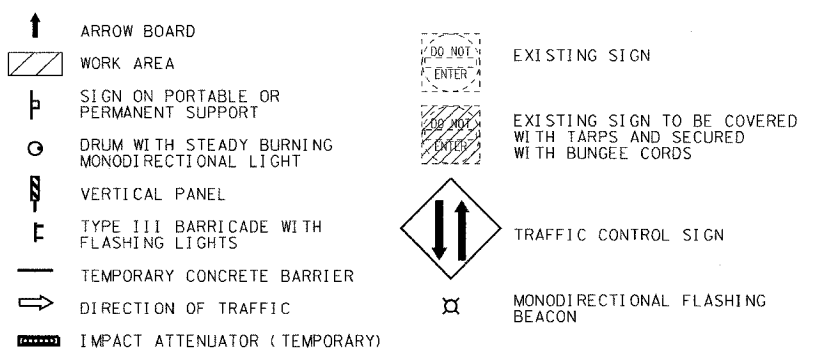 ARROW BOARD
WORK AREA
SIGN ON PORTABLE OR
PERMANENT SUPPORT
DRUM WITH STEADY BURNING
MONODIRECTIONAL LIGHT
VERTICAL PANEL
TYPE III BARRICADE WITH
FLASHING LIGHTS
TEMPORARY CONCRETE BARRIER
DIRECTION OF TRAFFIC
IMPACT ATTENUATOR (TEMPORARY)
DO NOT
ENTER
EXISTING SIGN
DO NOT
ENTER
EXISTING SIGN TO BE COVERED
WITH TARPS AND SECURED
WITH BUNGEE CORDS
TRAFFIC CONTROL SIGN
MONODIRECTIONAL FLASHING
BEACON